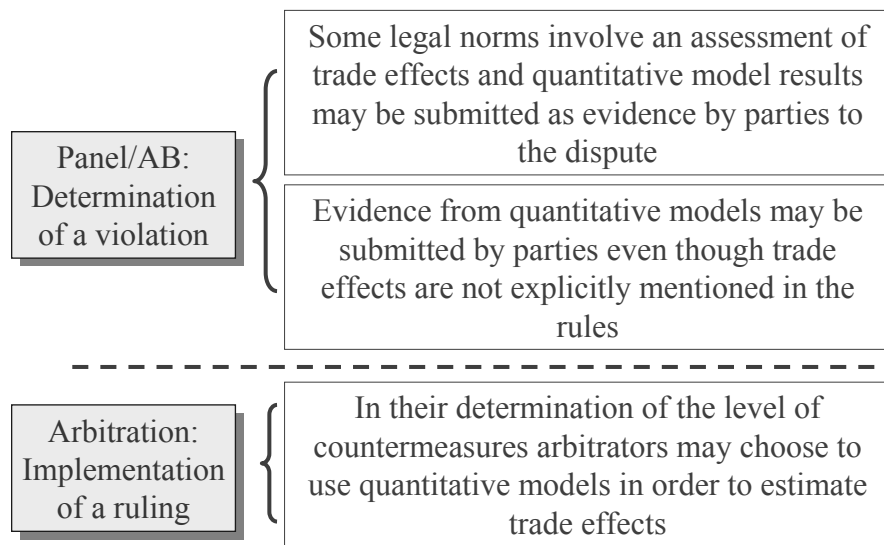 Some legal norms involve an assessment of
trade effects and quantitative model results
may be submitted as evidence by parties to
the dispute
Panel/AB:
Determination
of a violation
Evidence from quantitative models may be
submitted by parties even though trade
effects are not explicitly mentioned in the
rules
Arbitration:
Implementation
of a ruling
In their determination of the level of
countermeasures arbitrators may choose to
use quantitative models in order to estimate
trade effects